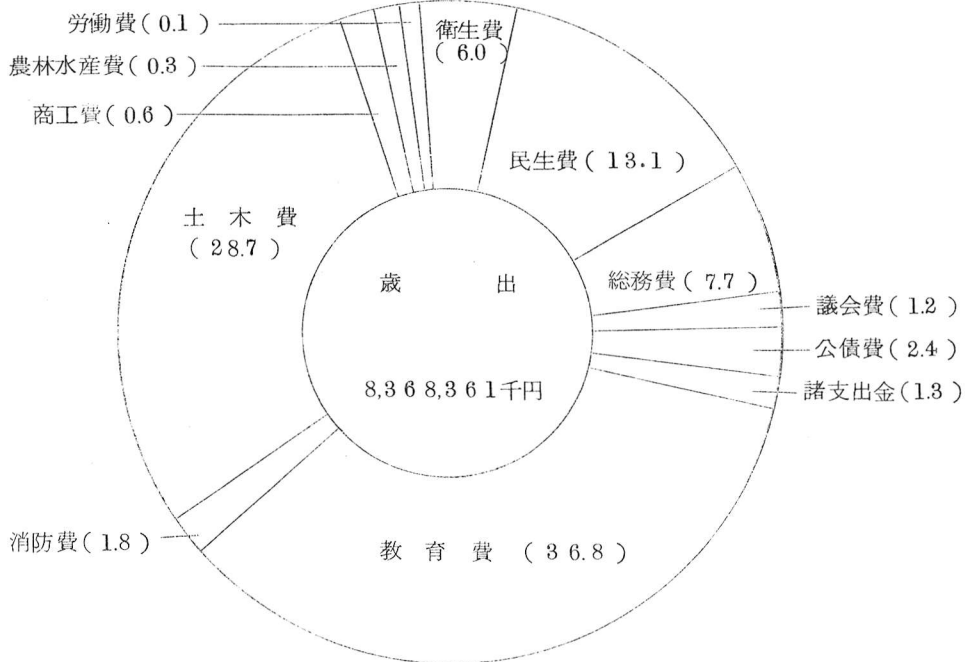 労働費(0.1)
農林水産費(0.3)
商工費(0.6)
衛生費
(6.0)
民生費(13.1)
土木費
(28.7)
歳出
総務費(7.7)
議会費(1.2)
公債費(2.4)
諸支出金(1.3)
8,368,361千円
消防費(1.8)
教育費(36.8)